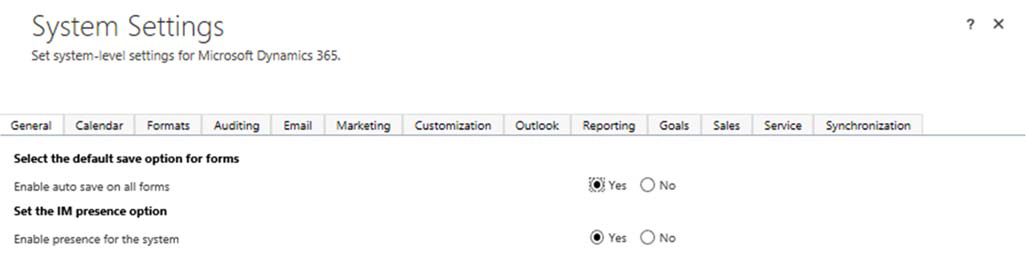 System Settings
? ✕
Set system-level settings for Microsoft Dynamics 365.
General Calendar Formats Auditing Email Marketing Customization Outlook Reporting Goals Sales Service Synchronization
Select the default save option for forms
Enable auto save on all forms Yes No
Set the IM presence option
Enable presence for the system Yes No